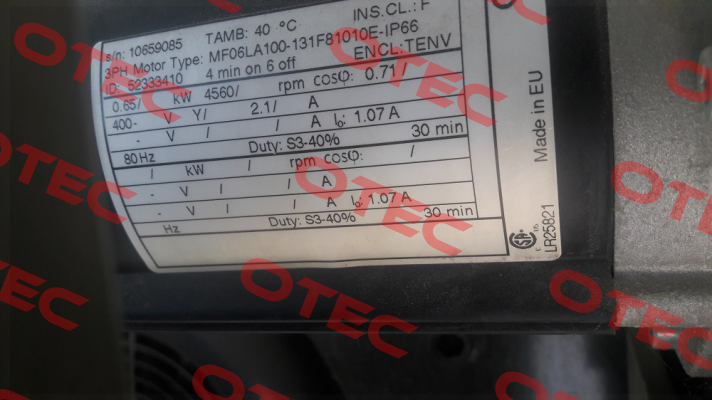 s/n: 10659085 TAMB: 40 °C INS.CL.: F
3PH Motor Type: MF06LA100-131F81010E-IP66
ID: 52333410 4 min on 6 off ENCL: TENV
0.65/ kW 4560/ rpm cosφ: 0.71/
400- V Y/ 2.1/ A
- V / / A I₀: 1.07 A
80 Hz Duty: S3-40% 30 min
/ kW / rpm cosφ: /
- V / / A
- V / / A I₀: 1.07 A
Hz Duty: S3-40% 30 min
Made in EU
LR25821
OTEC
OTEC
OTEC
OTEC
OTEC
OTEC
OTEC